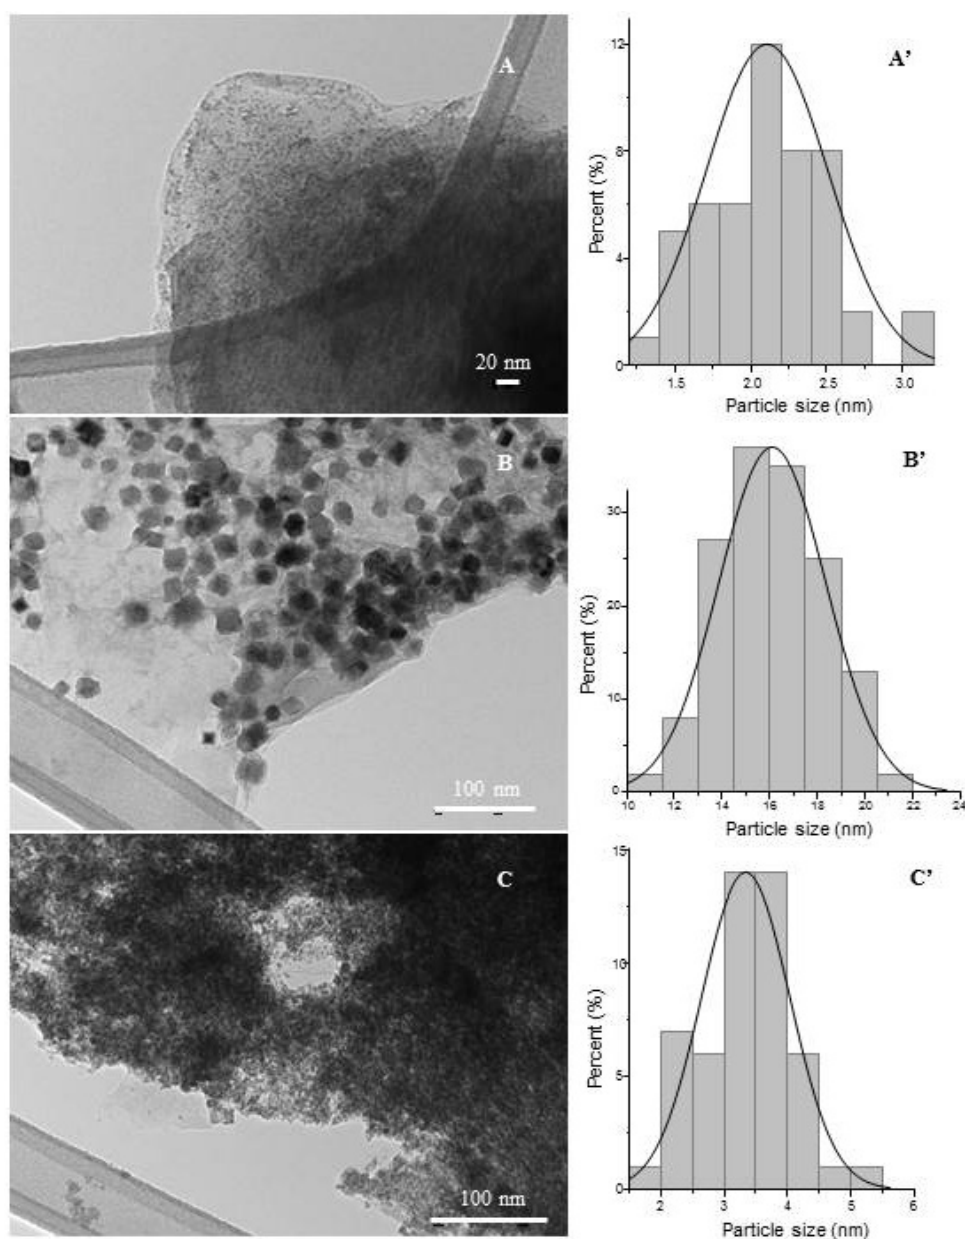 A
20 nm
A’
12
8
4
0
Percent (%)
1.5 2.0 2.5 3.0
Particle size (nm)
B
100 nm
B’
30
20
10
0
Percent (%)
10 12 14 16 18 20 22 24
Particle size (nm)
C
100 nm
C’
15
10
5
0
Percent (%)
2 3 4 5 6
Particle size (nm)